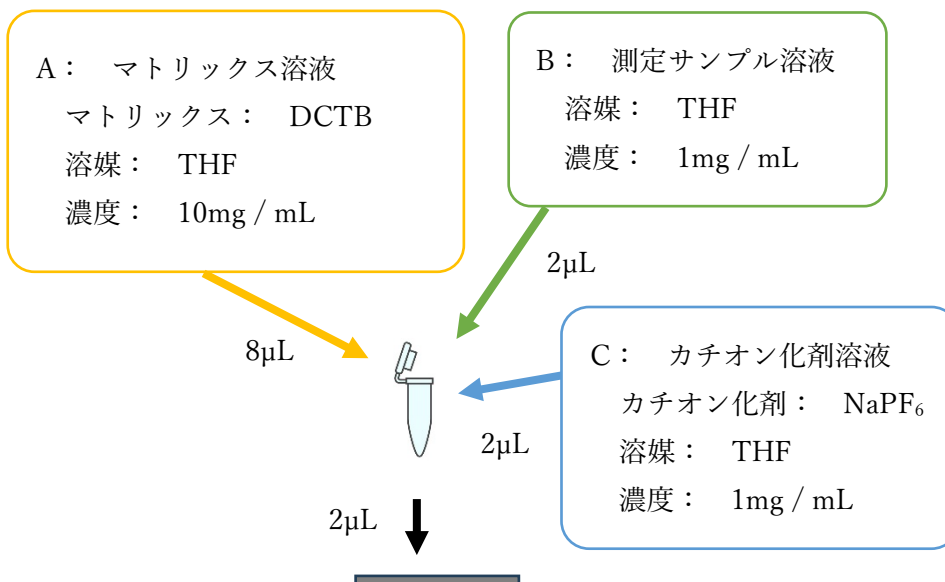 A： マトリックス溶液
マトリックス： DCTB
溶媒： THF
濃度： 10mg / mL
B： 測定サンプル溶液
溶媒： THF
濃度： 1mg / mL
2µL
8µL
C： カチオン化剤溶液
カチオン化剤： NaPF₆
溶媒： THF
濃度： 1mg / mL
2µL
2µL